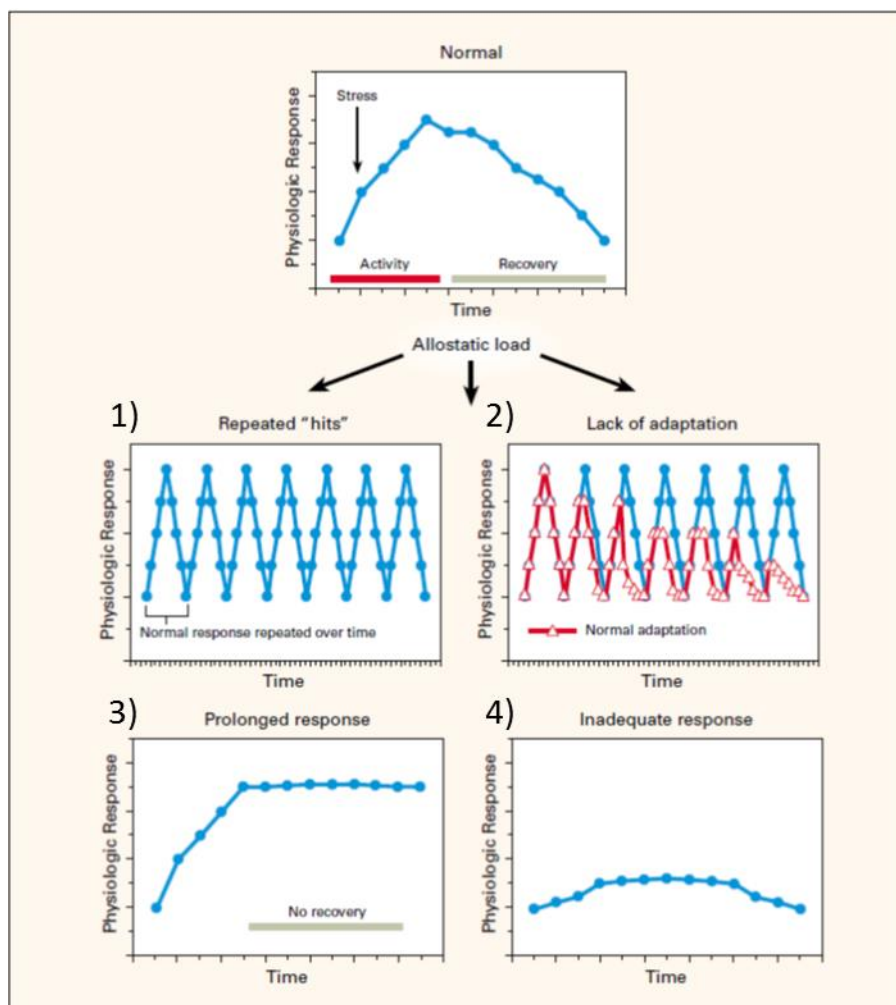 Normal
Stress
Physiologic Response
Activity
Recovery
Time
Allostatic load
1)
Repeated “hits”
Physiologic Response
Normal response repeated over time
Time
2)
Lack of adaptation
Physiologic Response
Normal adaptation
Time
3)
Prolonged response
Physiologic Response
No recovery
Time
4)
Inadequate response
Physiologic Response
Time